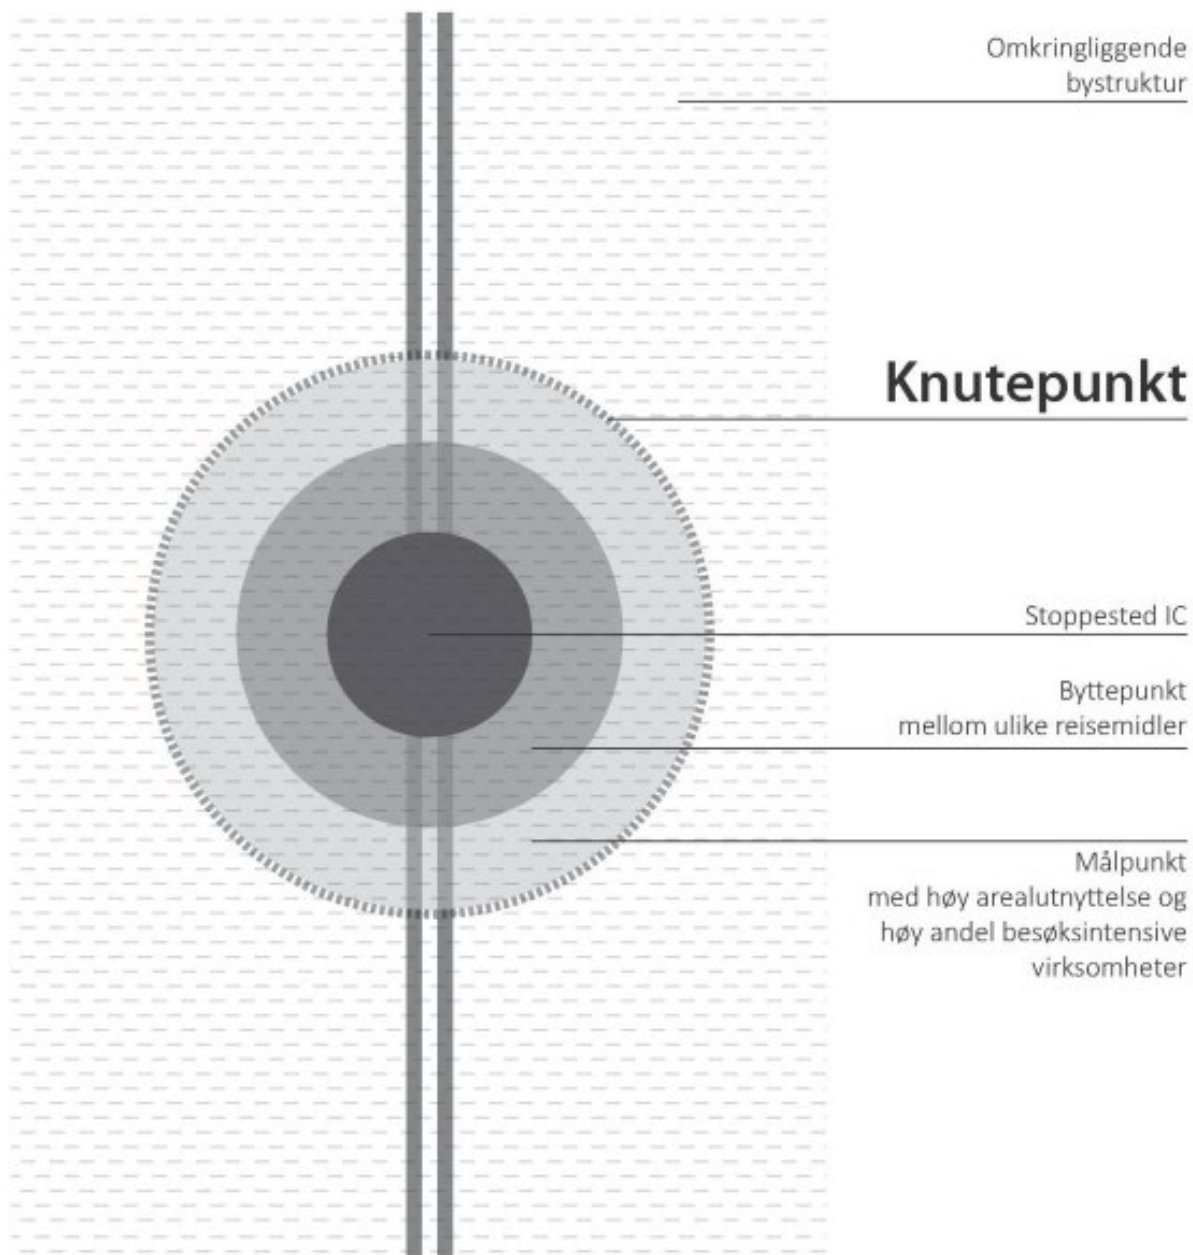 Omkringliggende
bystruktur
Knutepunkt
Stoppested IC
Byttepunkt
mellom ulike reisemidler
Målpunkt
med høy arealutnyttelse og
høy andel besøksintensive
virksomheter